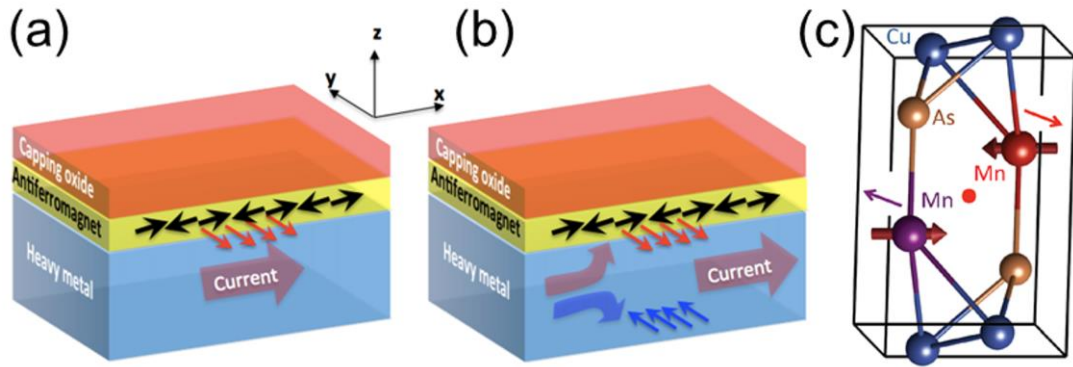 (a)
z
y
x
Capping oxide
Antiferromagnet
Heavy metal
Current
(b)
Capping oxide
Antiferromagnet
Heavy metal
Current
(c)
Cu
As
Mn
Mn